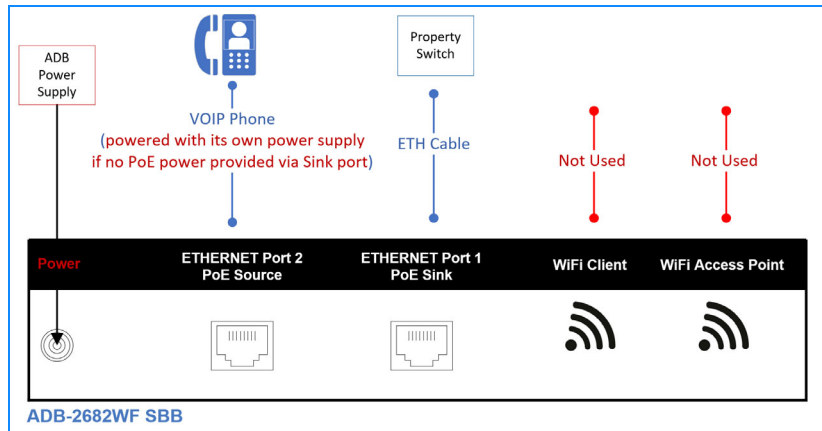 ADB
Power
Supply
VOIP Phone
(powered with its own power supply
if no PoE power provided via Sink port)
Property
Switch
ETH Cable
Not Used
Not Used
Power
ETHERNET Port 2
PoE Source
ETHERNET Port 1
PoE Sink
WiFi Client
WiFi Access Point
ADB-2682WF SBB